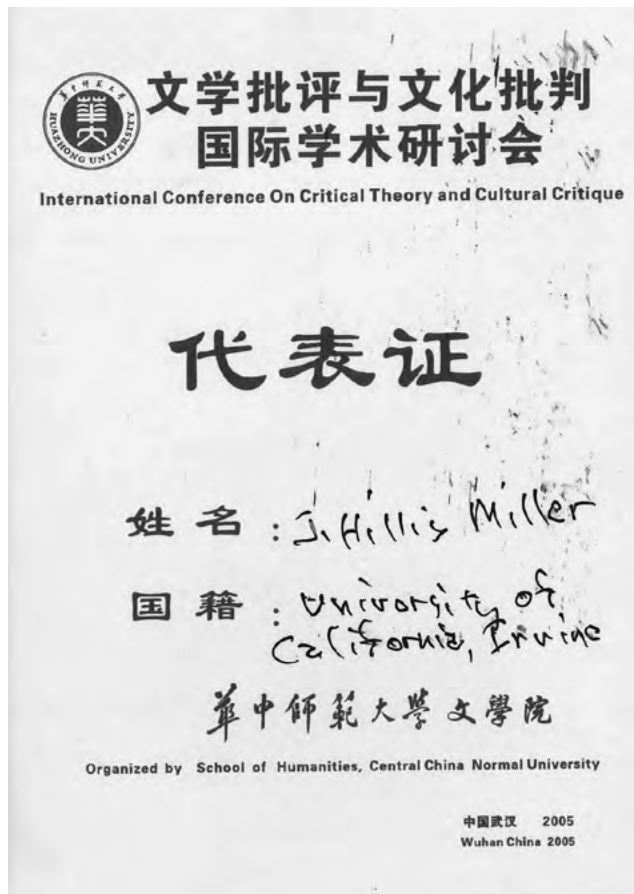 文学批评与文化批判
国际学术研讨会
International Conference On Critical Theory and Cultural Critique
代表证
姓名：J. Hillis Miller
国籍：University of
California, Irvine
華中師範大學文學院
Organized by School of Humanities, Central China Normal University
中国武汉 2005
Wuhan China 2005